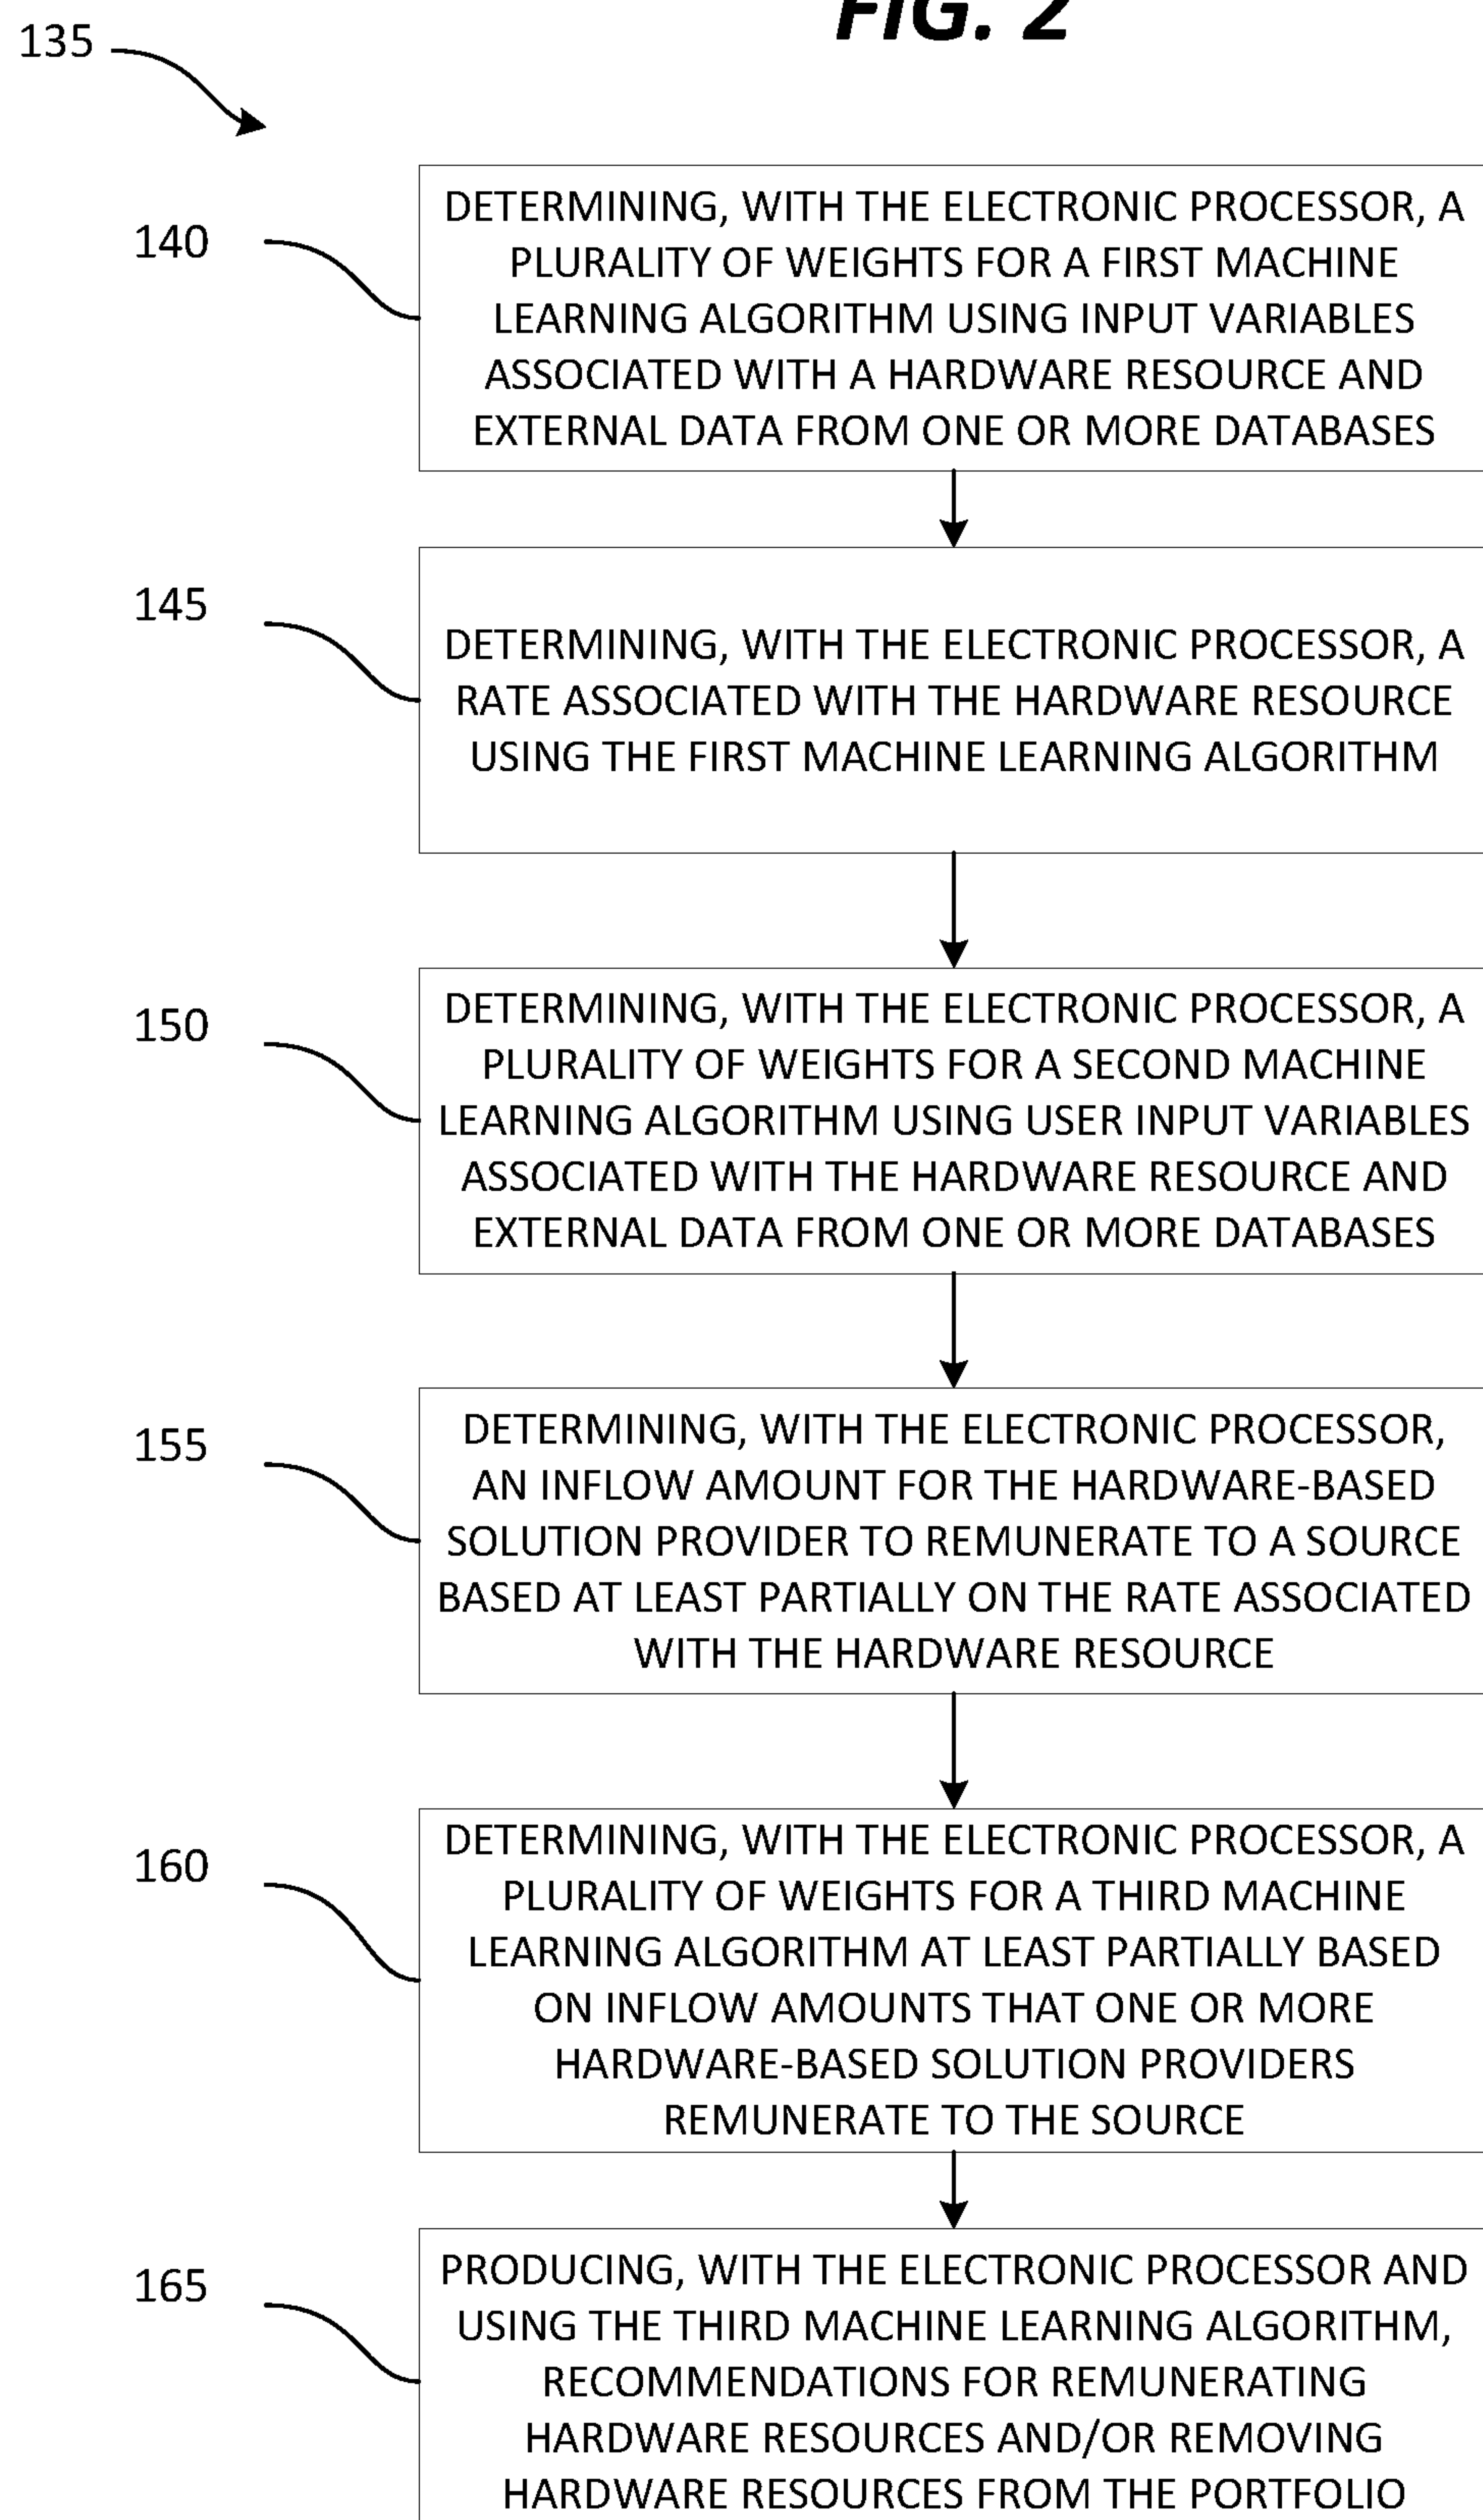 FIG. 2
135
140
DETERMINING, WITH THE ELECTRONIC PROCESSOR, A
PLURALITY OF WEIGHTS FOR A FIRST MACHINE
LEARNING ALGORITHM USING INPUT VARIABLES
ASSOCIATED WITH A HARDWARE RESOURCE AND
EXTERNAL DATA FROM ONE OR MORE DATABASES
145
DETERMINING, WITH THE ELECTRONIC PROCESSOR, A
RATE ASSOCIATED WITH THE HARDWARE RESOURCE
USING THE FIRST MACHINE LEARNING ALGORITHM
150
DETERMINING, WITH THE ELECTRONIC PROCESSOR, A
PLURALITY OF WEIGHTS FOR A SECOND MACHINE
LEARNING ALGORITHM USING USER INPUT VARIABLES
ASSOCIATED WITH THE HARDWARE RESOURCE AND
EXTERNAL DATA FROM ONE OR MORE DATABASES
155
DETERMINING, WITH THE ELECTRONIC PROCESSOR,
AN INFLOW AMOUNT FOR THE HARDWARE-BASED
SOLUTION PROVIDER TO REMUNERATE TO A SOURCE
BASED AT LEAST PARTIALLY ON THE RATE ASSOCIATED
WITH THE HARDWARE RESOURCE
160
DETERMINING, WITH THE ELECTRONIC PROCESSOR, A
PLURALITY OF WEIGHTS FOR A THIRD MACHINE
LEARNING ALGORITHM AT LEAST PARTIALLY BASED
ON INFLOW AMOUNTS THAT ONE OR MORE
HARDWARE-BASED SOLUTION PROVIDERS
REMUNERATE TO THE SOURCE
165
PRODUCING, WITH THE ELECTRONIC PROCESSOR AND
USING THE THIRD MACHINE LEARNING ALGORITHM,
RECOMMENDATIONS FOR REMUNERATING
HARDWARE RESOURCES AND/OR REMOVING
HARDWARE RESOURCES FROM THE PORTFOLIO